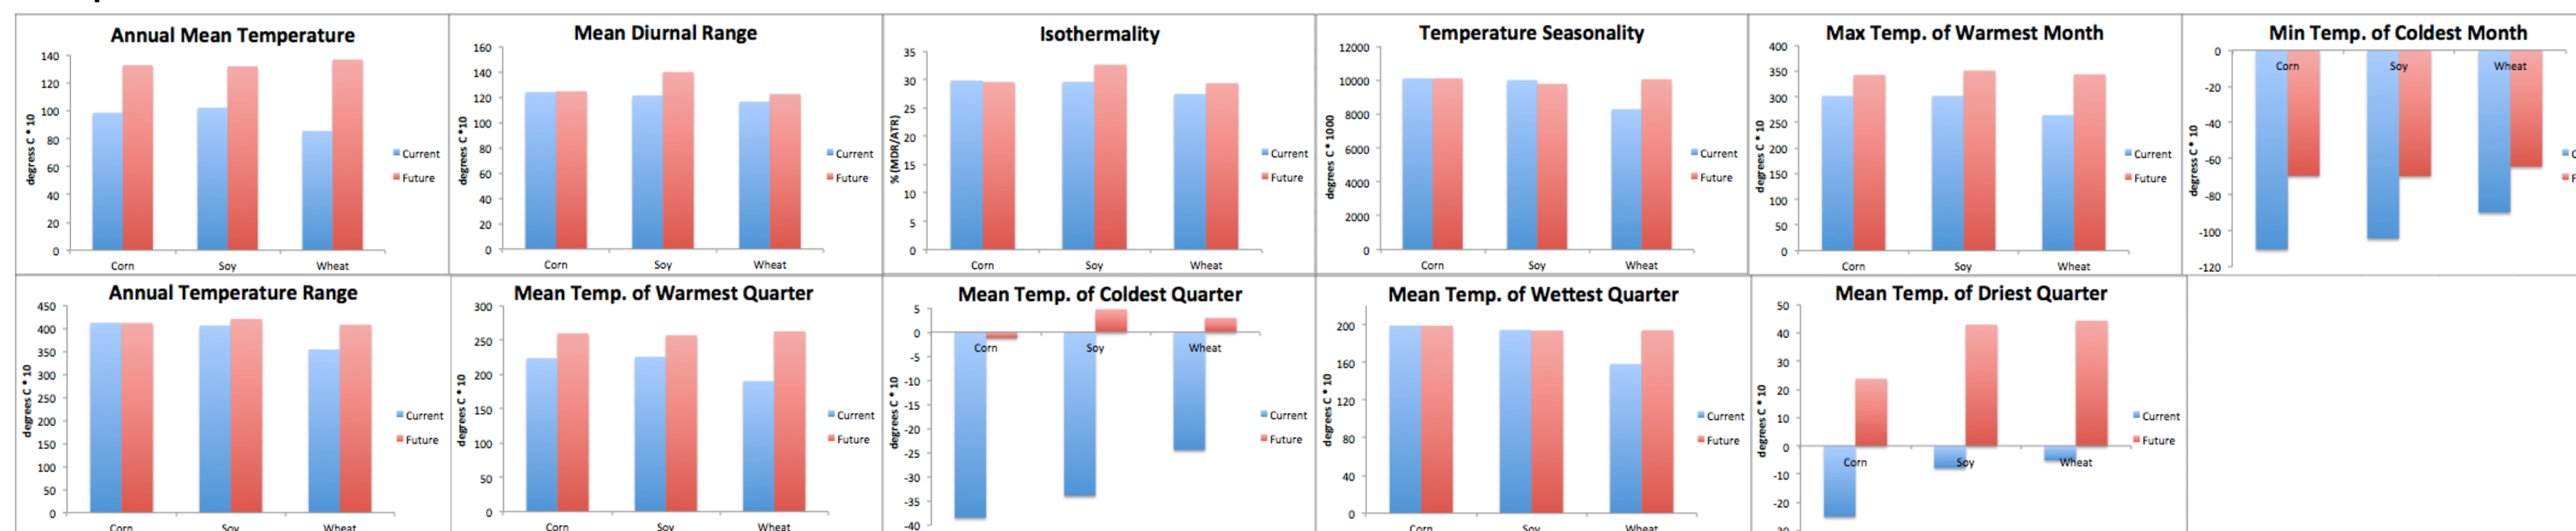 Annual Mean Temperature
degress C * 10
140
120
100
80
60
40
20
0
Corn Soy Wheat
Current
Future
Mean Diurnal Range
degrees C *10
160
140
120
100
80
60
40
20
0
Corn Soy Wheat
Current
Future
Isothermality
% (MDR/ATR)
35
30
25
20
15
10
5
0
Corn Soy Wheat
Current
Future
Temperature Seasonality
degrees C * 1000
12000
10000
8000
6000
4000
2000
0
Corn Soy Wheat
Current
Future
Max Temp. of Warmest Month
degrees C * 10
400
350
300
250
200
150
100
50
0
Corn Soy Wheat
Current
Future
Min Temp. of Coldest Month
degress C * 10
0
-20
-40
-60
-80
-100
-120
Corn Soy Wheat
Annual Temperature Range
degrees C * 10
450
400
350
300
250
200
150
100
50
0
Corn Soy Wheat
Current
Future
Mean Temp. of Warmest Quarter
degrees C * 10
300
250
200
150
100
50
0
Corn Soy Wheat
Current
Future
Mean Temp. of Coldest Quarter
degrees C * 10
5
0
-5
-10
-15
-20
-25
-30
-35
-40
Corn Soy Wheat
Current
Future
Mean Temp. of Wettest Quarter
degrees C * 10
200
160
120
80
40
0
Corn Soy Wheat
Current
Future
Mean Temp. of Driest Quarter
degrees C * 10
50
40
30
20
10
0
-10
-20
Corn Soy Wheat
Current
Future